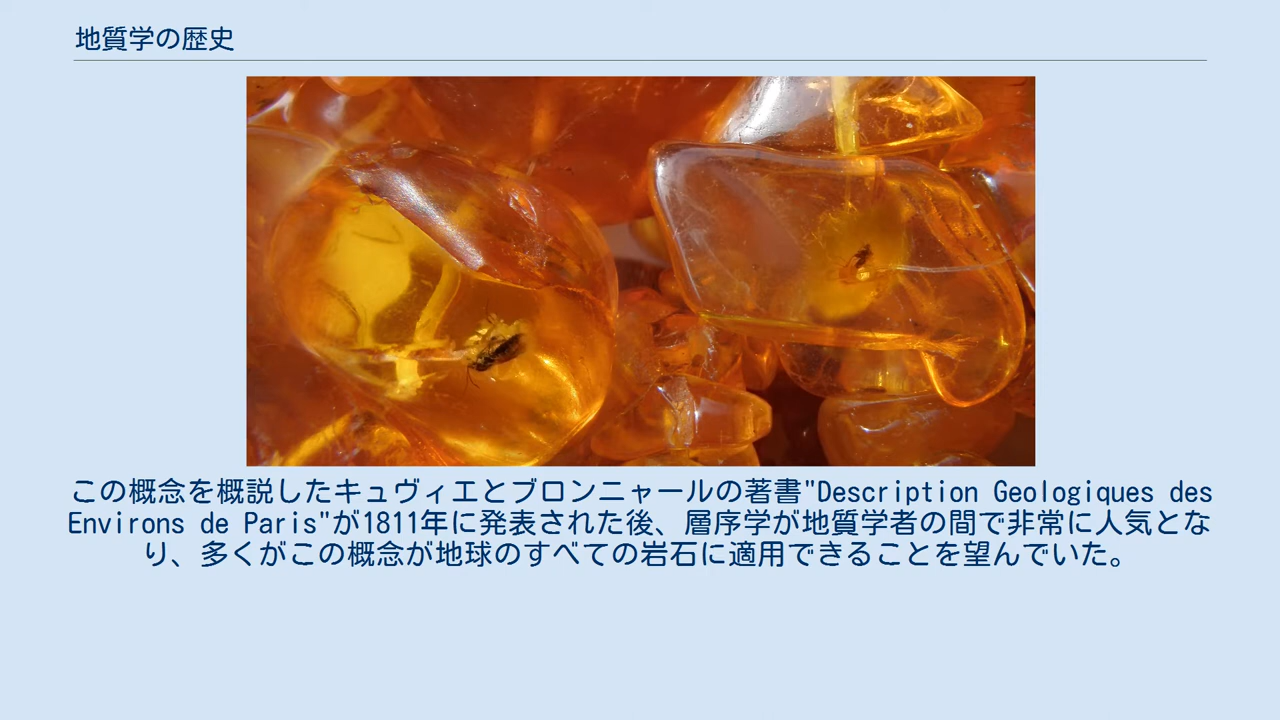 地質学の歴史
この概念を概説したキュヴィエとブロンニャールの著書"Description Geologiques des
Environs de Paris"が1811年に発表された後、層序学が地質学者の間で非常に人気とな
り、多くがこの概念が地球のすべての岩石に適用できることを望んでいた。